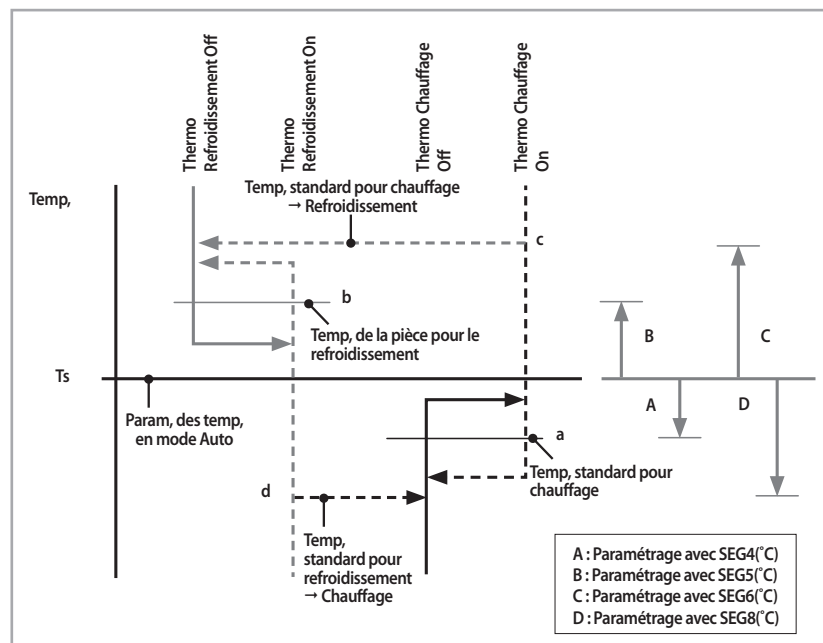 Thermo
Refroidissement Off
Thermo
Refroidissement On
Thermo Chauffage
Off
Thermo Chauffage
On
Temp,
Temp, standard pour chauffage
→ Refroidissement
c
b
Temp, de la pièce pour le
refroidissement
B
C
Ts
Param, des temp,
en mode Auto
A
D
a
Temp, standard pour
chauffage
d
Temp,
standard pour
refroidissement
→ Chauffage
A : Paramétrage avec SEG4(˚C)
B : Paramétrage avec SEG5(˚C)
C : Paramétrage avec SEG6(˚C)
D : Paramétrage avec SEG8(˚C)